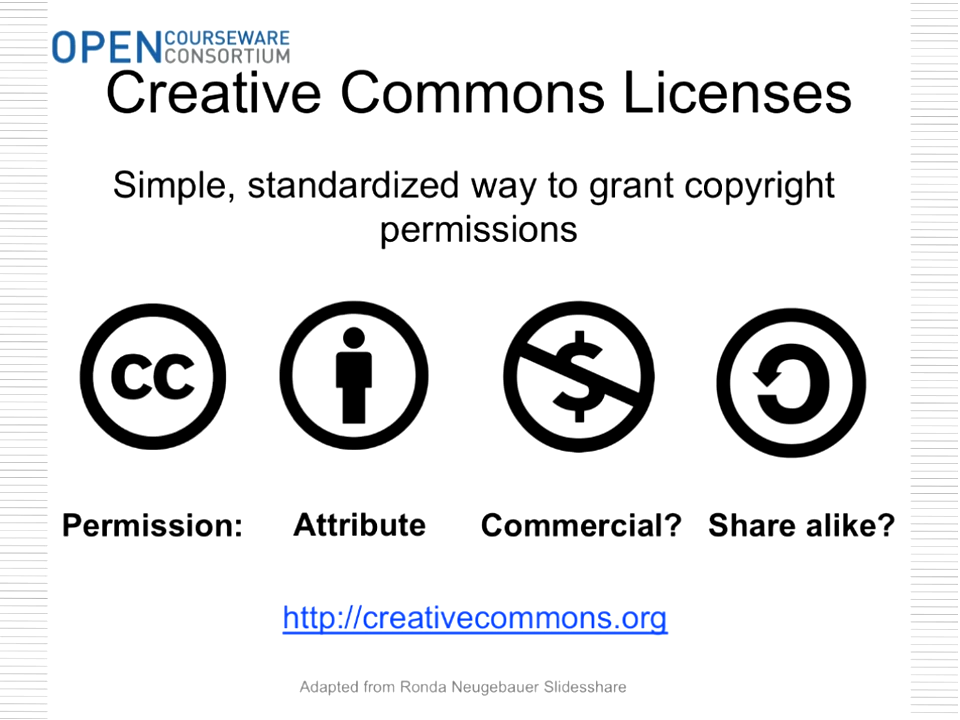 OPEN COURSEWARE
CONSORTIUM
Creative Commons Licenses
Simple, standardized way to grant copyright
permissions
cc
$
Permission:
Attribute
Commercial?
Share alike?
http://creativecommons.org
Adapted from Ronda Neugebauer Slidesshare